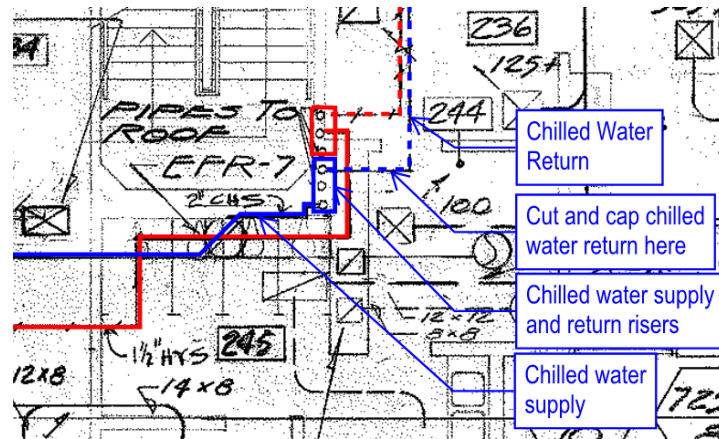 236
125
PIPES TO
ROOF
244
Chilled Water
Return
EFR-7
2" CHS
100
Cut and cap chilled
water return here
Chilled water supply
and return risers
12×12
8×8
1½" HRS
245
12×8
14×8
Chilled water
supply